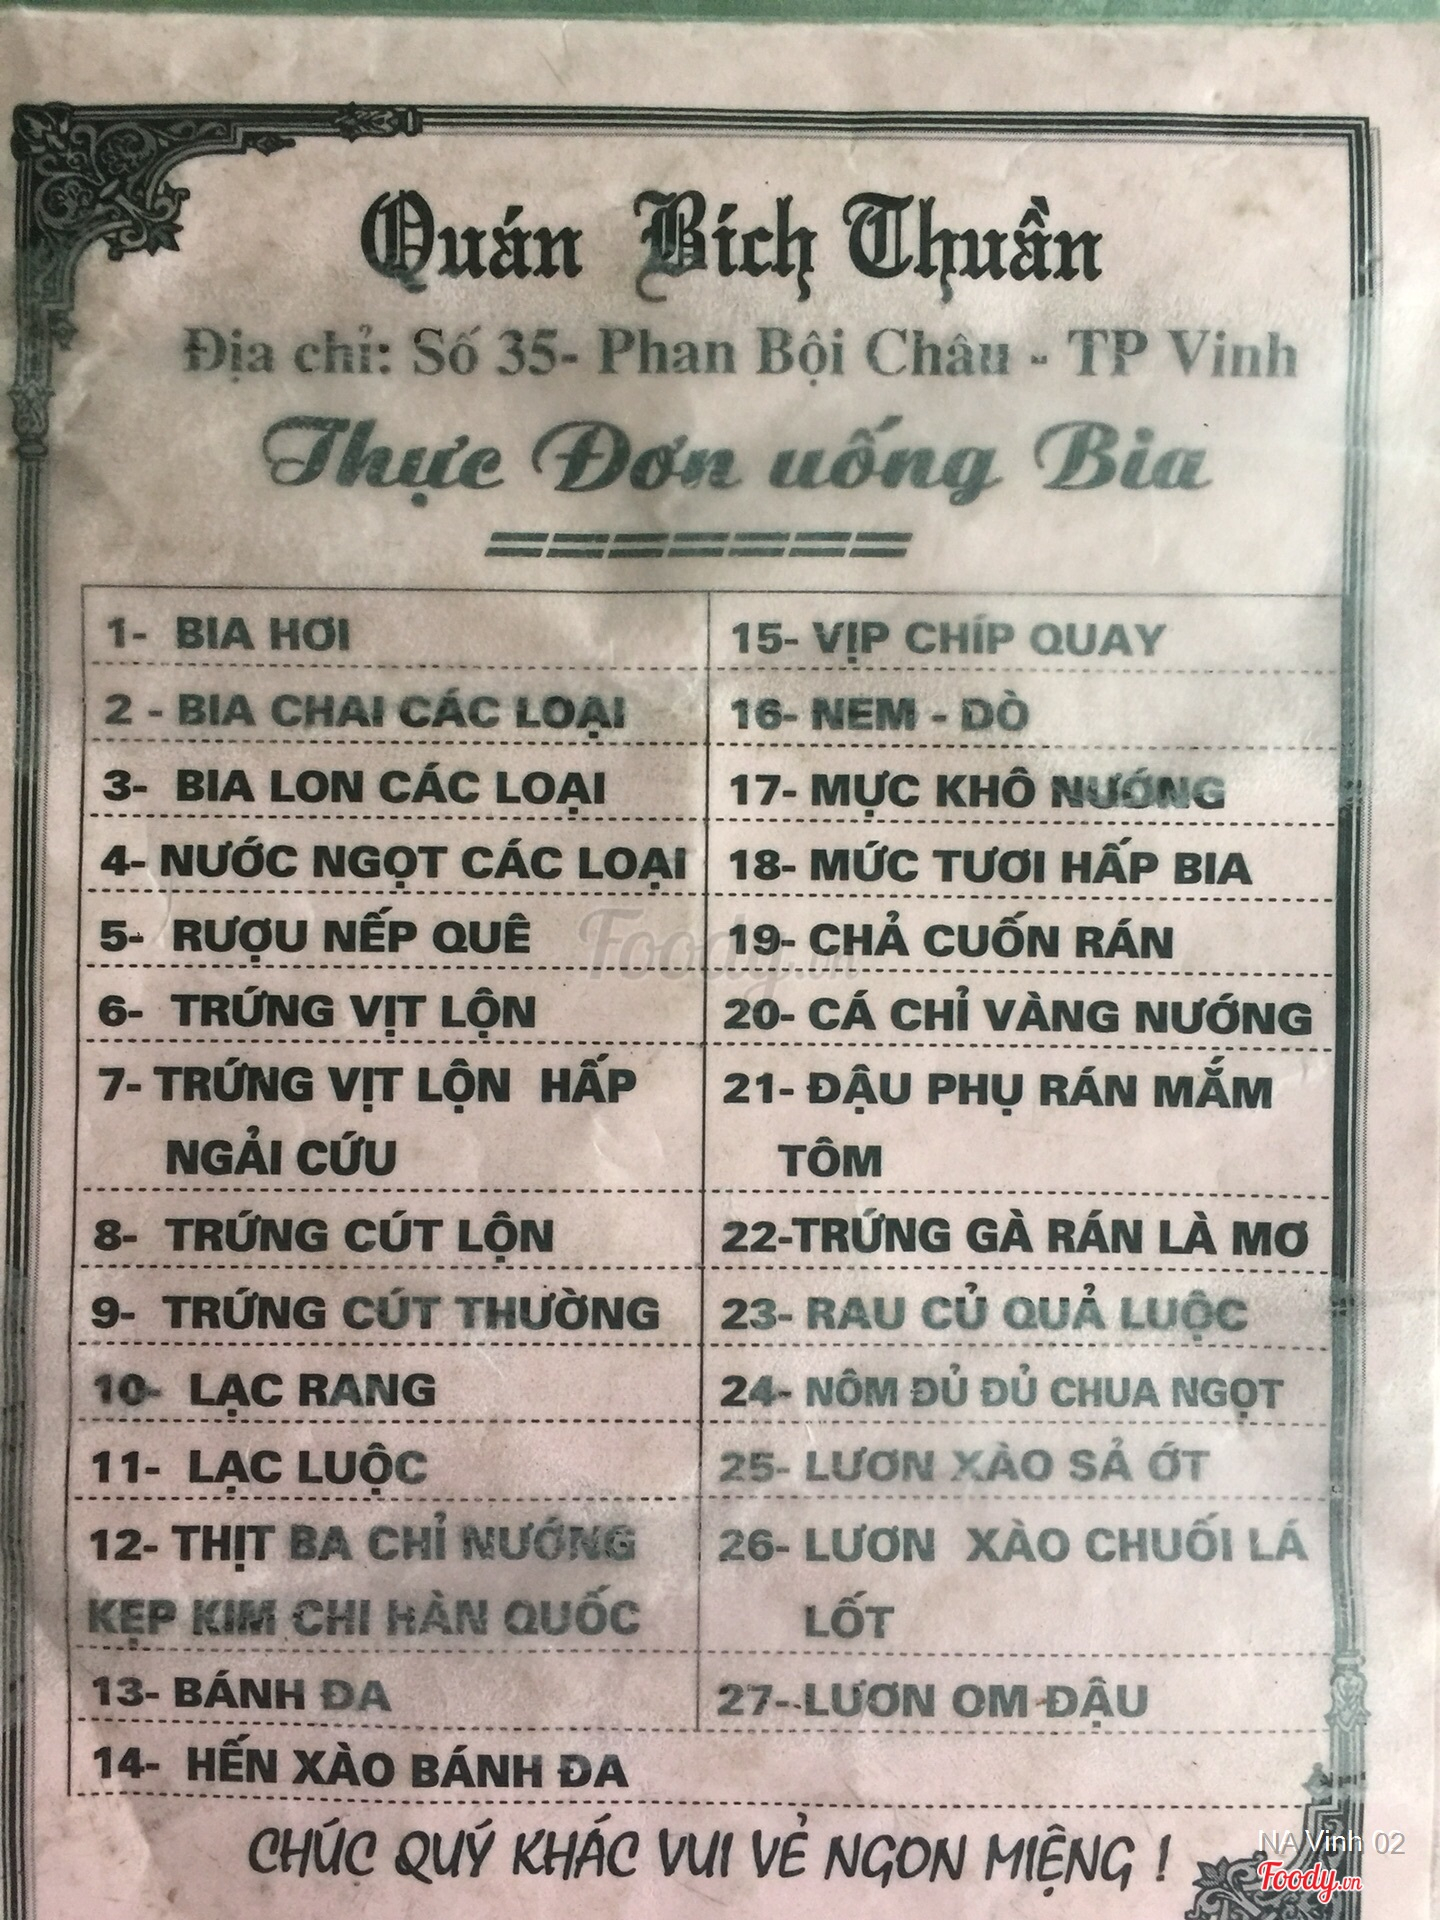 Quán Bích Thuần
Địa chỉ: Số 35- Phan Bội Châu - TP Vinh
Thực Đơn uống Bia
1- BIA HƠI
2 - BIA CHAI CÁC LOẠI
3- BIA LON CÁC LOẠI
4- NƯỚC NGỌT CÁC LOẠI
5- RƯỢU NẾP QUÊ
6- TRỨNG VỊT LỘN
7- TRỨNG VỊT LỘN HẤP
NGẢI CỨU
8- TRỨNG CÚT LỘN
9- TRỨNG CÚT THƯỜNG
10- LẠC RANG
11- LẠC LUỘC
12- THỊT BA CHỈ NƯỚNG
KẸP KIM CHI HÀN QUỐC
13- BÁNH ĐA
14- HẾN XÀO BÁNH ĐA
15- VỊP CHÍP QUAY
16- NEM - DÒ
17- MỰC KHÔ NƯỚNG
18- MỨC TƯƠI HẤP BIA
19- CHẢ CUỐN RÁN
20- CÁ CHỈ VÀNG NƯỚNG
21- ĐẬU PHỤ RÁN MẮM
TÔM
22-TRỨNG GÀ RÁN LÀ MƠ
23- RAU CỦ QUẢ LUỘC
24- NÔM ĐỦ ĐỦ CHUA NGỌT
25- LƯƠN XÀO SẢ ỚT
26- LƯƠN XÀO CHUỐI LÁ
LỐT
27- LƯƠN OM ĐẬU
CHÚC QUÝ KHÁC VUI VẺ NGON MIỆNG !
Foody.vn
NA Vinh 02
Foody.vn